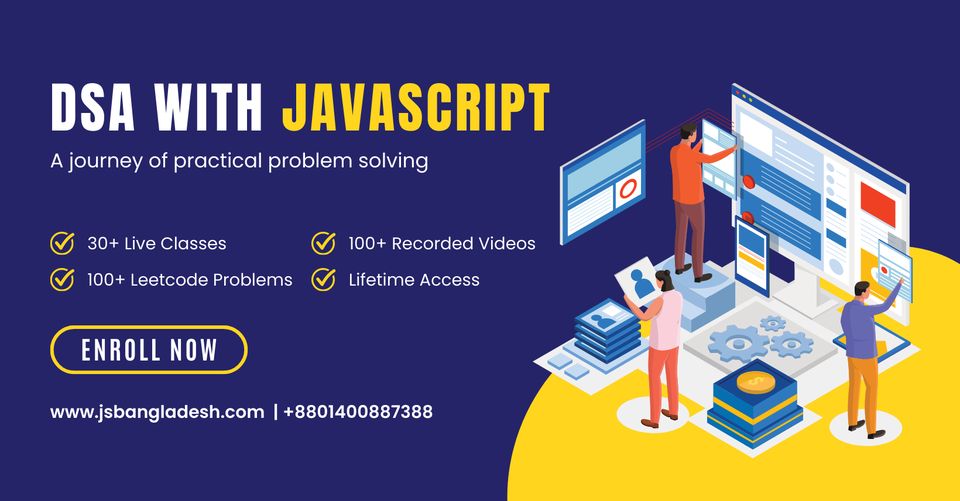 DSA WITH JAVASCRIPT
A journey of practical problem solving
30+ Live Classes
100+ Recorded Videos
100+ Leetcode Problems
Lifetime Access
ENROLL NOW
www.jsbangladesh.com | +8801400887388
$